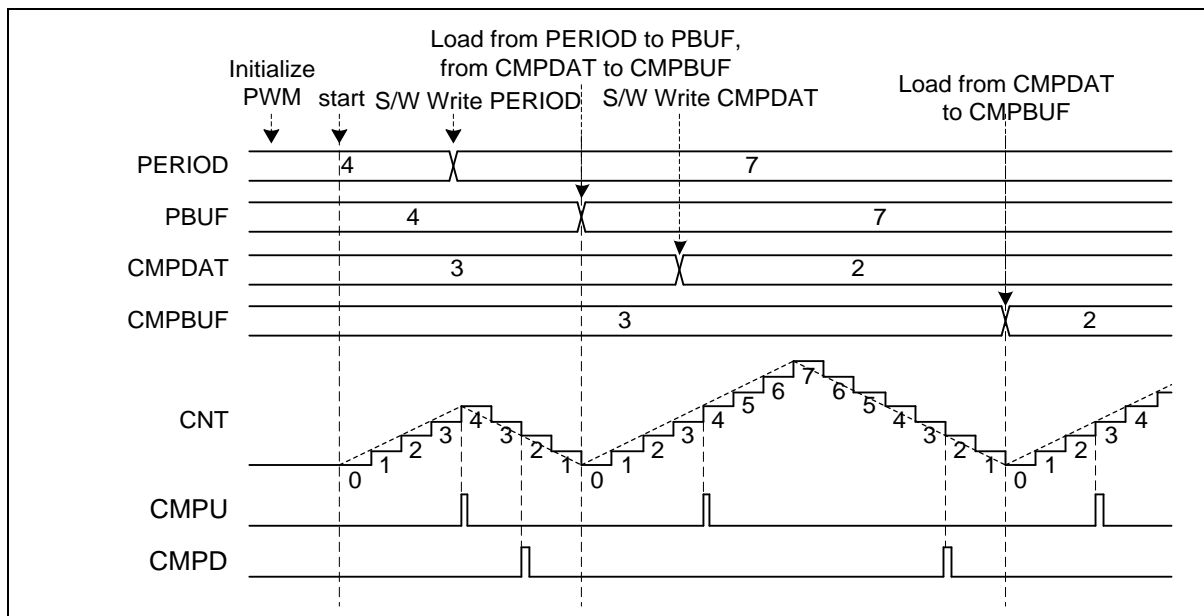 Load from PERIOD to PBUF,
from CMPDAT to CMPBUF
Initialize
PWM
start
S/W Write PERIOD
S/W Write CMPDAT
Load from CMPDAT
to CMPBUF
PERIOD 4 7
PBUF 4 7
CMPDAT 3 2
CMPBUF 3 2
CNT 0 1 2 3 4 3 2 1 0 1 2 3 4 5 6 7 6 5 4 3 2 1 0 1 2 3 4
CMPU
CMPD